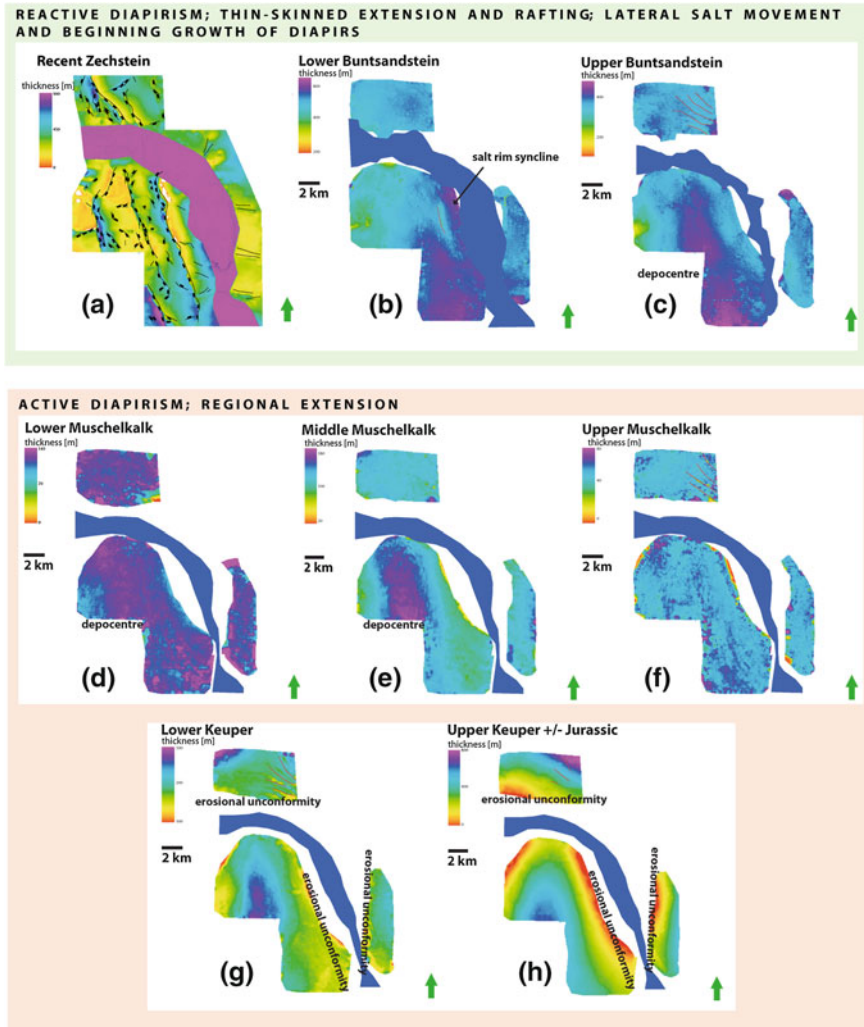 REACTIVE DIAPIRISM; THIN-SKINNED EXTENSION AND RAFTING; LATERAL SALT MOVEMENT
AND BEGINNING GROWTH OF DIAPIRS
Recent Zechstein
thickness [m]
(a)
Lower Buntsandstein
thickness [m]
salt rim syncline
2 km
(b)
Upper Buntsandstein
thickness [m]
2 km
depocentre
(c)
ACTIVE DIAPIRISM; REGIONAL EXTENSION
Lower Muschelkalk
thickness [m]
2 km
depocentre
(d)
Middle Muschelkalk
thickness [m]
2 km
depocentre
(e)
Upper Muschelkalk
thickness [m]
2 km
(f)
Lower Keuper
thickness [m]
erosional unconformity
2 km
erosional unconformity
erosional unconformity
(g)
Upper Keuper +/- Jurassic
thickness [m]
erosional unconformity
2 km
erosional unconformity
erosional unconformity
(h)